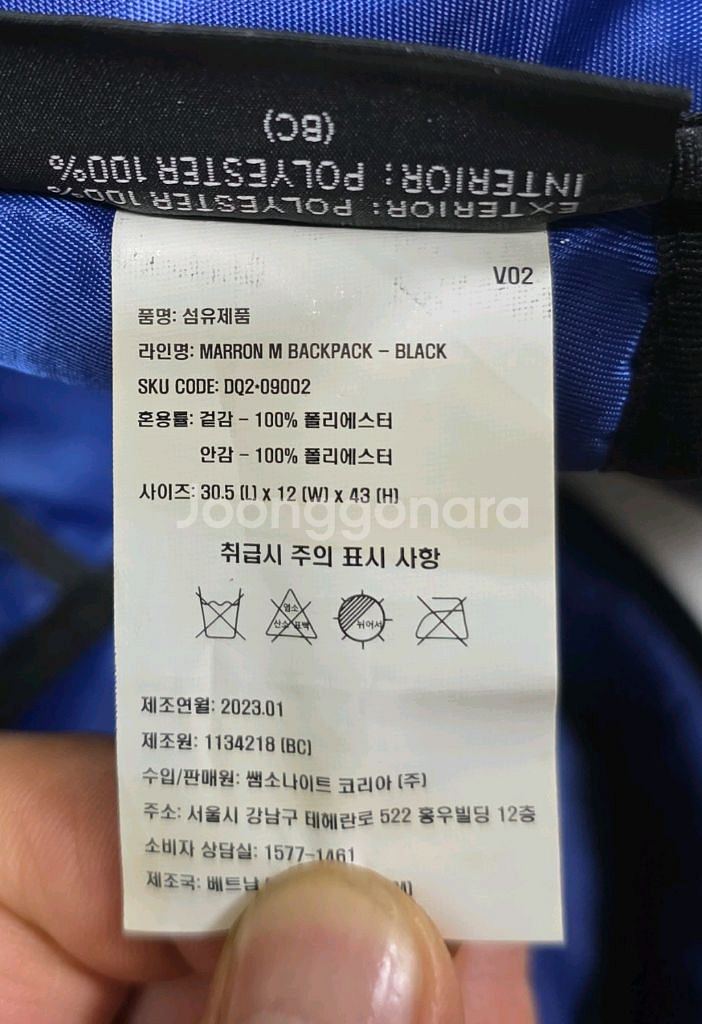 (BC)
INTERIOR: POLYESTER 100%
EXTERIOR: POLYESTER 100%
V02
품명: 섬유제품
라인명: MARRON M BACKPACK - BLACK
SKU CODE: DQ2*09002
혼용률: 겉감 - 100% 폴리에스터
안감 - 100% 폴리에스터
사이즈: 30.5 (L) x 12 (W) x 43 (H)
Joonggonara
취급시 주의 표시 사항
염소
산소 표백
뉘어서
제조연월: 2023.01
제조원: 1134218 (BC)
수입/판매원: 쌤소나이트 코리아 (주)
주소: 서울시 강남구 테헤란로 522 홍우빌딩 12층
소비자 상담실: 1577-1461
제조국: 베트남